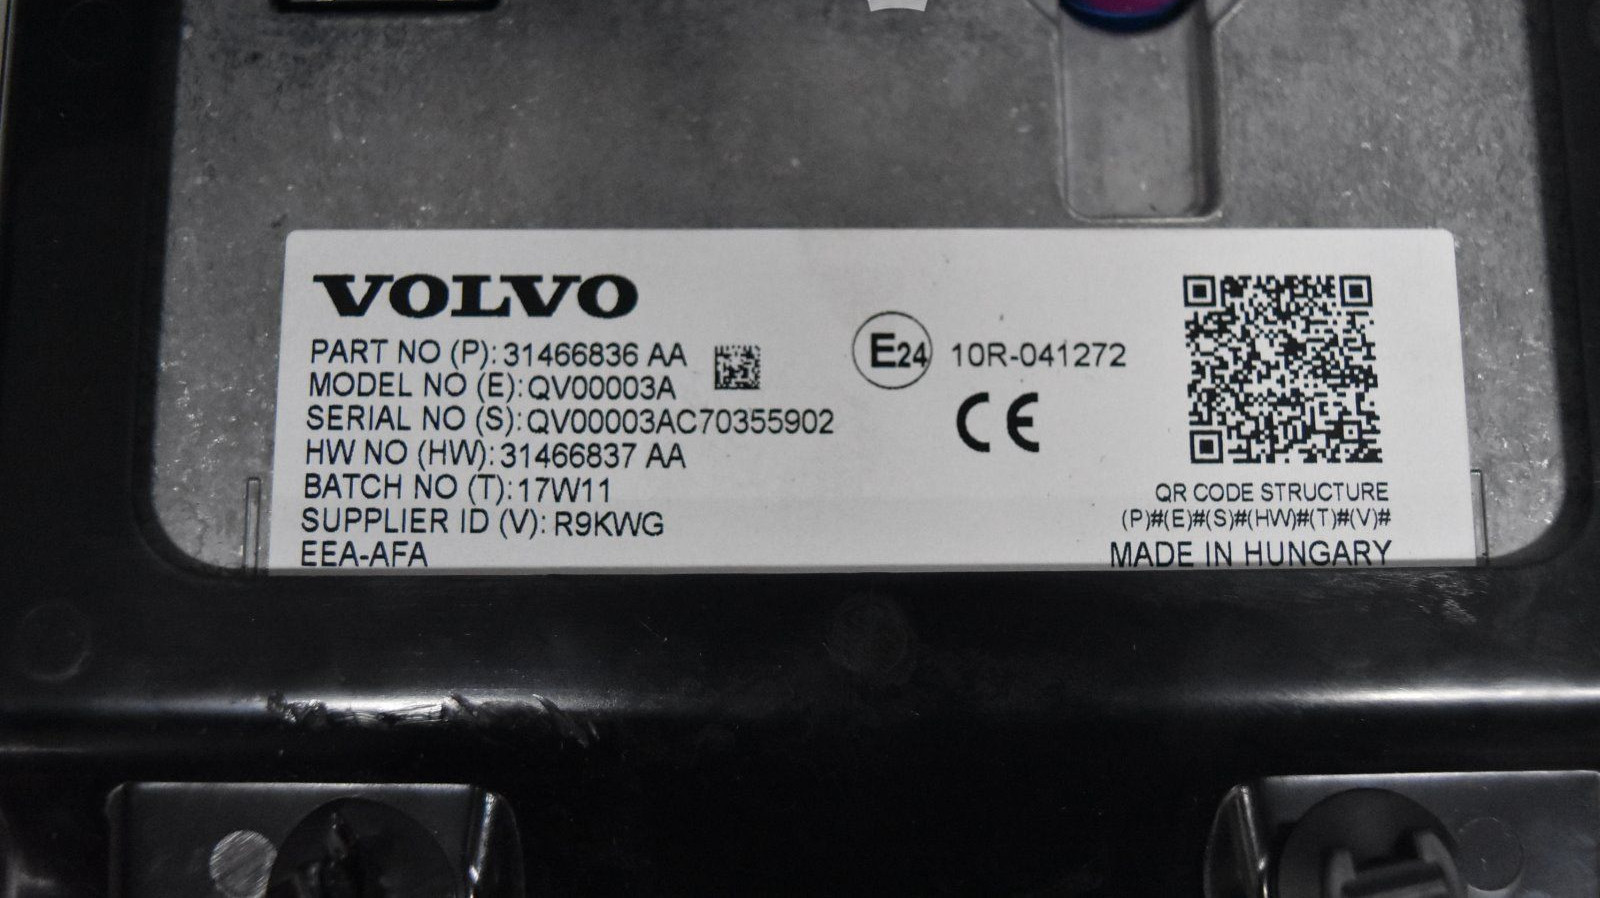 VOLVO
PART NO (P): 31466836 AA
MODEL NO (E): QV00003A
SERIAL NO (S): QV00003AC70355902
HW NO (HW): 31466837 AA
BATCH NO (T): 17W11
SUPPLIER ID (V): R9KWG
EEA-AFA
E24 10R-041272
CE
QR CODE STRUCTURE
(P)#(E)#(S)#(HW)#(T)#(V)#
MADE IN HUNGARY